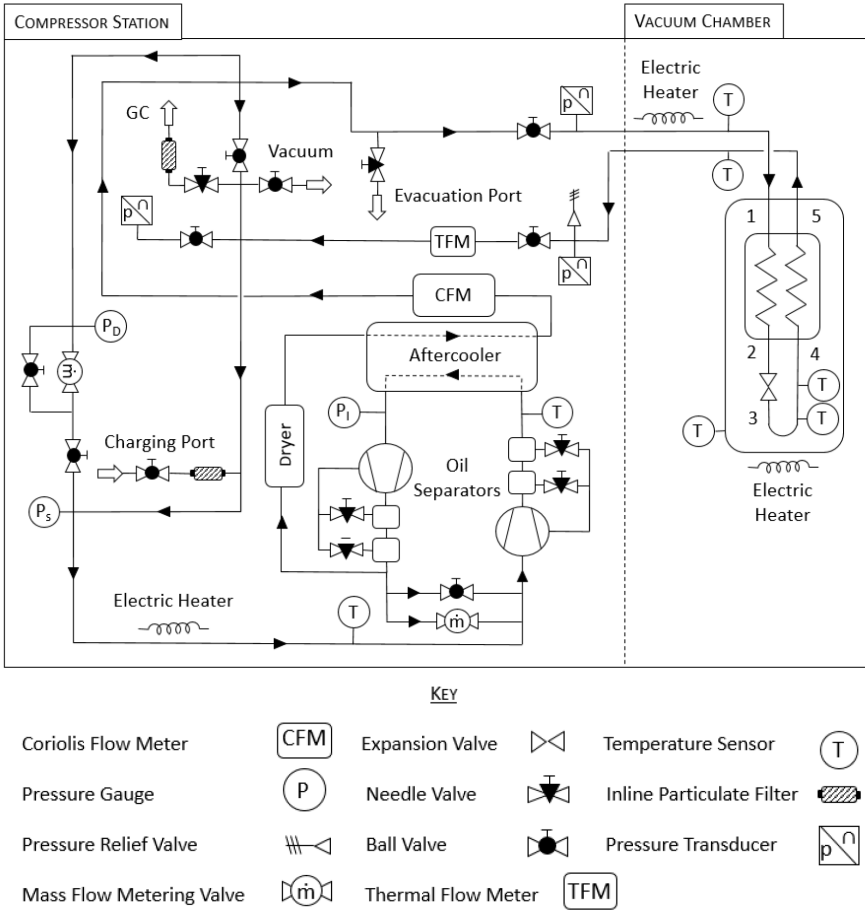 COMPRESSOR STATION
VACUUM CHAMBER
Electric
Heater
T
GC
p
Vacuum
T
Evacuation Port
p
1 5
TFM
p
CFM
P_D
Aftercooler
2 4
ṁ
T
P_I
T
3
T
T
Charging Port
Dryer
Oil
Separators
Electric
Heater
P_S
Electric Heater
T
ṁ
KEY
Coriolis Flow Meter CFM Expansion Valve Temperature Sensor T
Pressure Gauge P Needle Valve Inline Particulate Filter
Pressure Relief Valve Ball Valve Pressure Transducer p
Mass Flow Metering Valve ṁ Thermal Flow Meter TFM